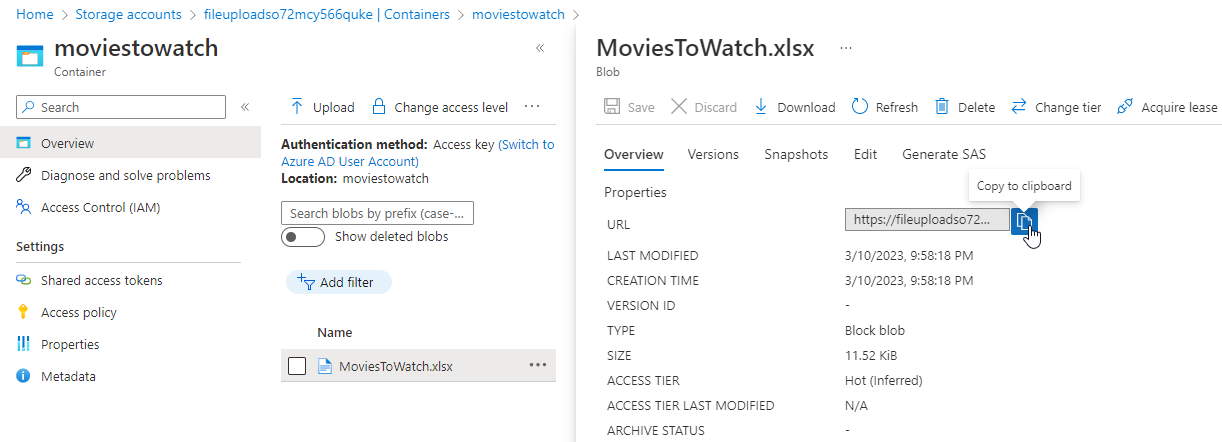 Home > Storage accounts > fileuploadso72mcy566quke | Containers > moviestowatch >
moviestowatch
Container
«
Search
«
Overview
Diagnose and solve problems
Access Control (IAM)
Settings
Shared access tokens
Access policy
Properties
Metadata
Upload Change access level ...
Authentication method: Access key (Switch to
Azure AD User Account)
Location: moviestowatch
Search blobs by prefix (case-...
Show deleted blobs
Add filter
Name
MoviesToWatch.xlsx ...
MoviesToWatch.xlsx ...
Blob
Save Discard Download Refresh Delete Change tier Acquire lease
Overview Versions Snapshots Edit Generate SAS
Copy to clipboard
Properties
URL https://fileuploadso72...
LAST MODIFIED 3/10/2023, 9:58:18 PM
CREATION TIME 3/10/2023, 9:58:18 PM
VERSION ID -
TYPE Block blob
SIZE 11.52 KiB
ACCESS TIER Hot (Inferred)
ACCESS TIER LAST MODIFIED N/A
ARCHIVE STATUS -